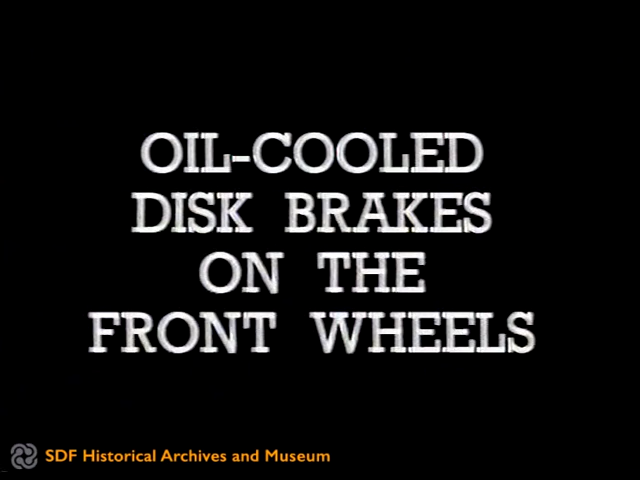 OIL-COOLED
DISK BRAKES
ON THE
FRONT WHEELS
SDF Historical Archives and Museum